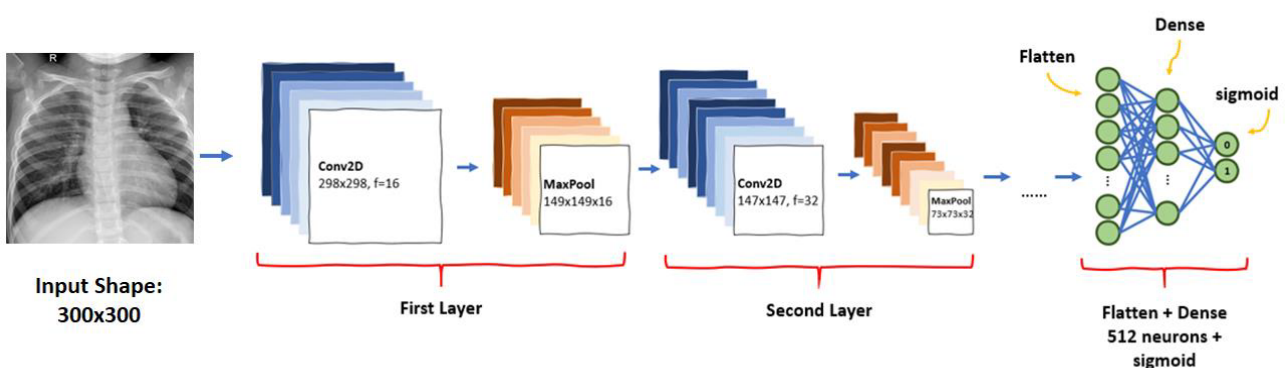 R
Input Shape:
300x300
Conv2D
298x298, f=16
MaxPool
149x149x16
First Layer
Conv2D
147x147, f=32
MaxPool
73x73x32
Second Layer
......
Flatten
Dense
sigmoid
0
1
Flatten + Dense
512 neurons +
sigmoid